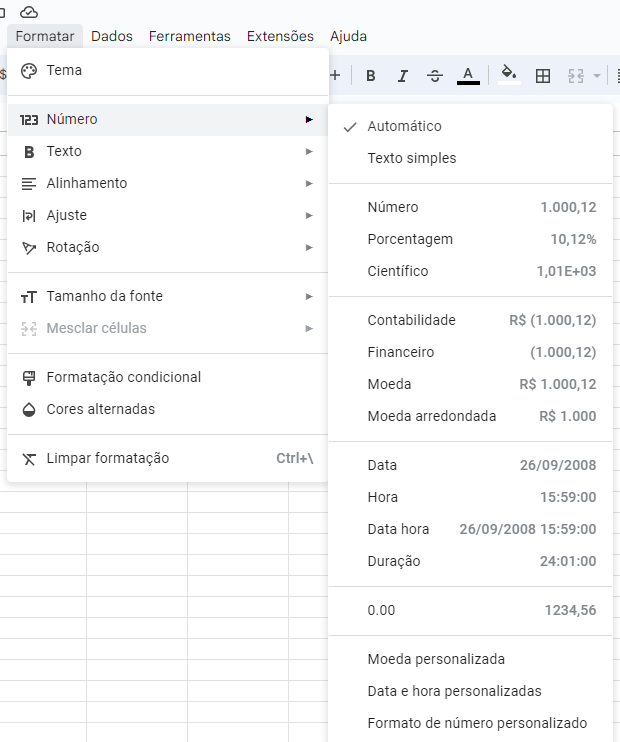 Formatar Dados Ferramentas Extensões Ajuda
Tema
$ + B I S A
123 Número
B Texto
Alinhamento
Ajuste
Rotação
Tamanho da fonte
Mesclar células
Formatação condicional
Cores alternadas
Limpar formatação Ctrl+\
Automático
Texto simples
Número 1.000,12
Porcentagem 10,12%
Científico 1,01E+03
Contabilidade R$ (1.000,12)
Financeiro (1.000,12)
Moeda R$ 1.000,12
Moeda arredondada R$ 1.000
Data 26/09/2008
Hora 15:59:00
Data hora 26/09/2008 15:59:00
Duração 24:01:00
0.00 1234,56
Moeda personalizada
Data e hora personalizadas
Formato de número personalizado